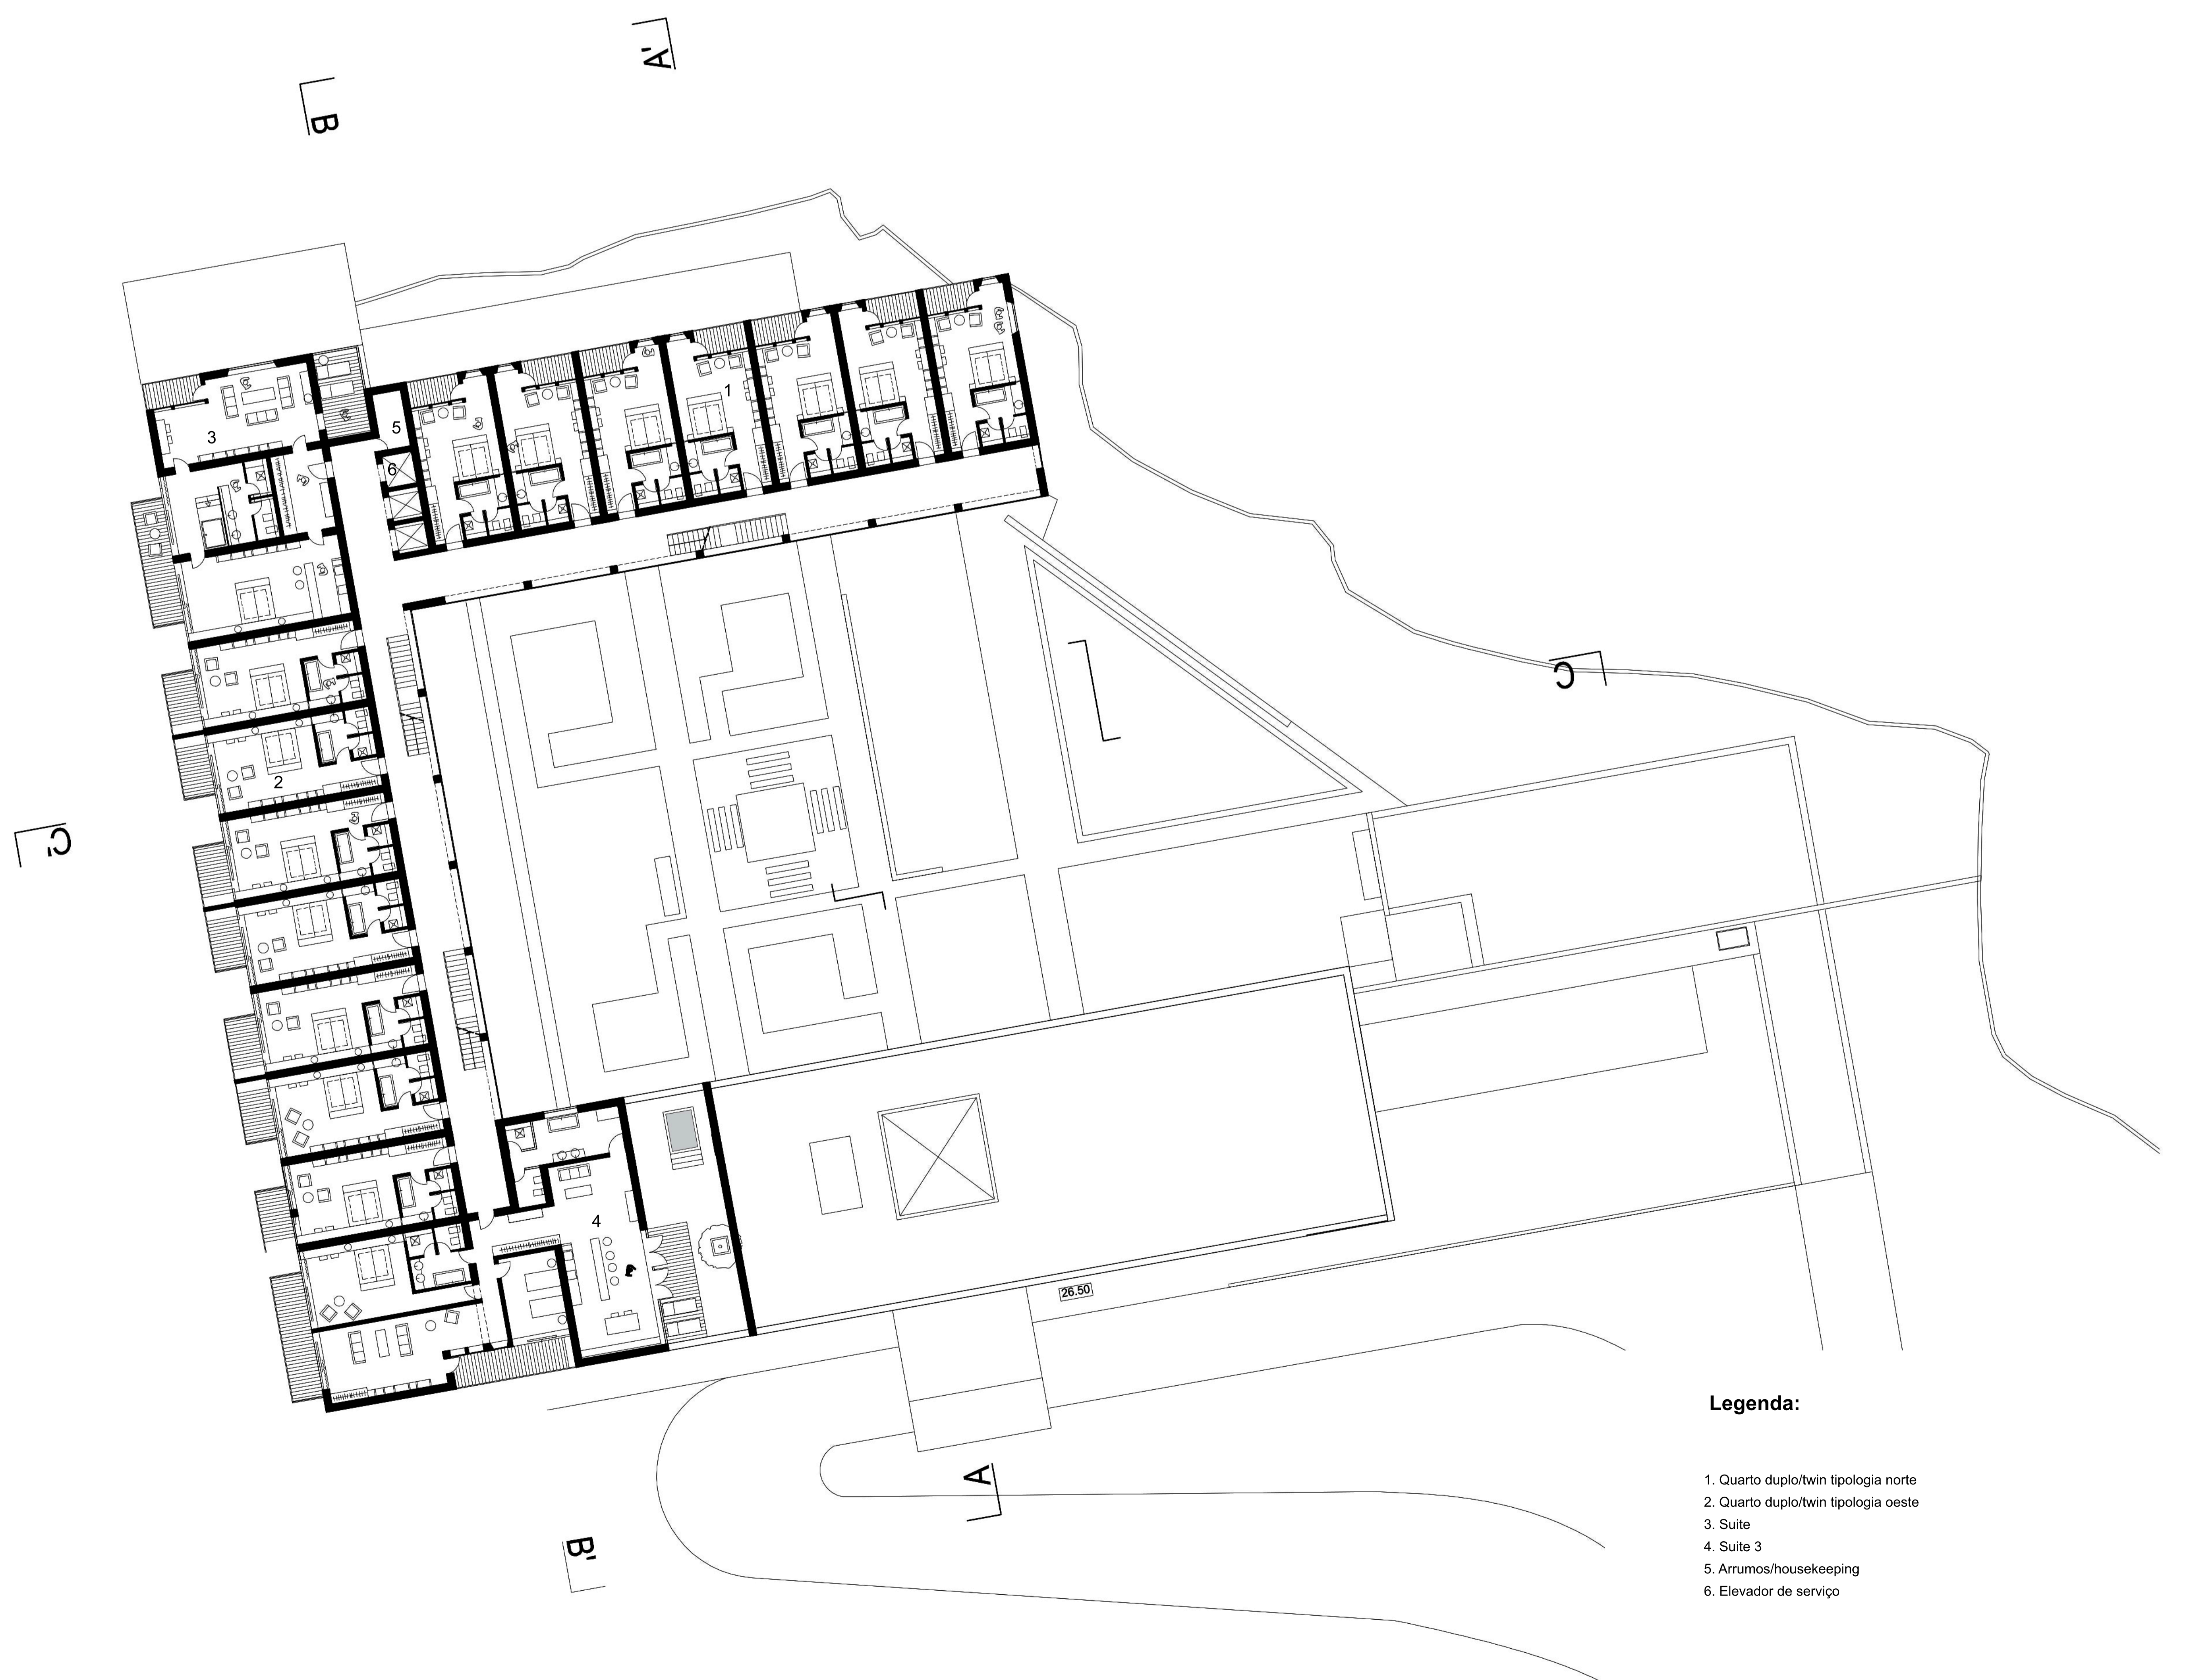 A'
B
1
3
5
6
C
2
C'
4
26.50
Legenda:
A
1. Quarto duplo/twin tipologia norte
2. Quarto duplo/twin tipologia oeste
3. Suite
4. Suite 3
B'
5. Arrumos/housekeeping
6. Elevador de serviço